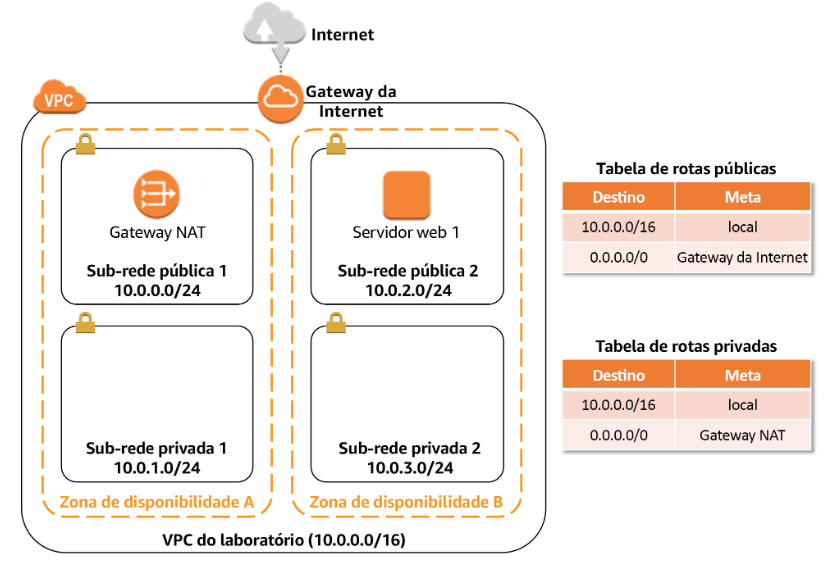 Internet
Gateway da
Internet
VPC
Gateway NAT
Sub-rede pública 1
10.0.0.0/24
Servidor web 1
Sub-rede pública 2
10.0.2.0/24
Sub-rede privada 1
10.0.1.0/24
Sub-rede privada 2
10.0.3.0/24
Zona de disponibilidade A
Zona de disponibilidade B
VPC do laboratório (10.0.0.0/16)
Tabela de rotas públicas
Destino Meta
10.0.0.0/16 local
0.0.0.0/0 Gateway da Internet
Tabela de rotas privadas
Destino Meta
10.0.0.0/16 local
0.0.0.0/0 Gateway NAT